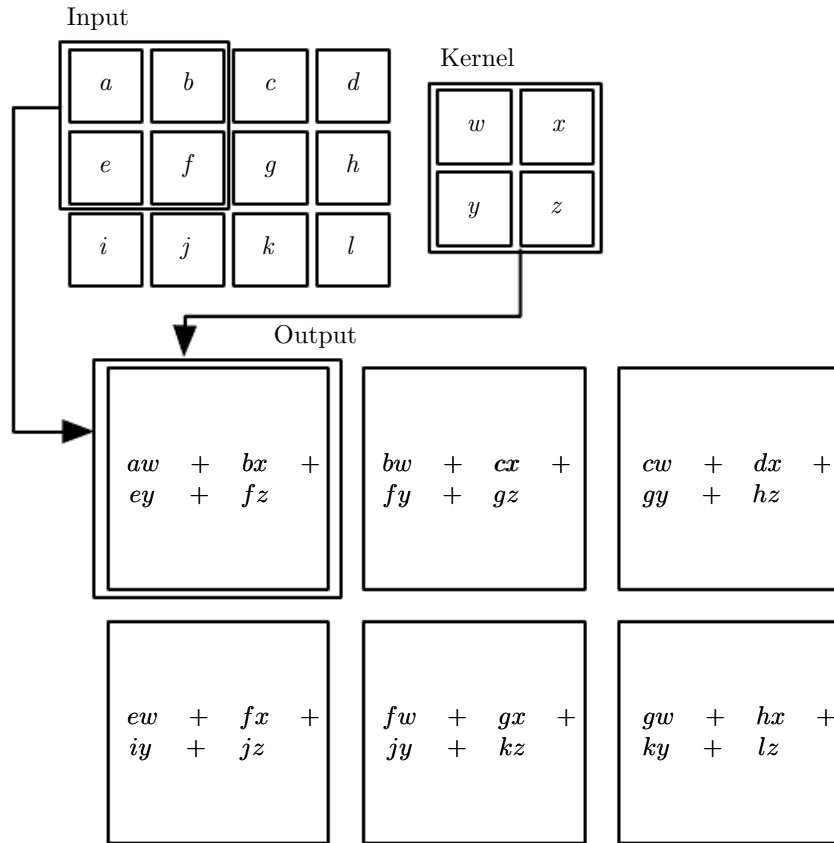 Input
Kernel
a b c d
w x
e f g h
y z
i j k l
Output
aw + bx +
ey + fz
bw + cx +
fy + gz
cw + dx +
gy + hz
ew + fx +
iy + jz
fw + gx +
jy + kz
gw + hx +
ky + lz